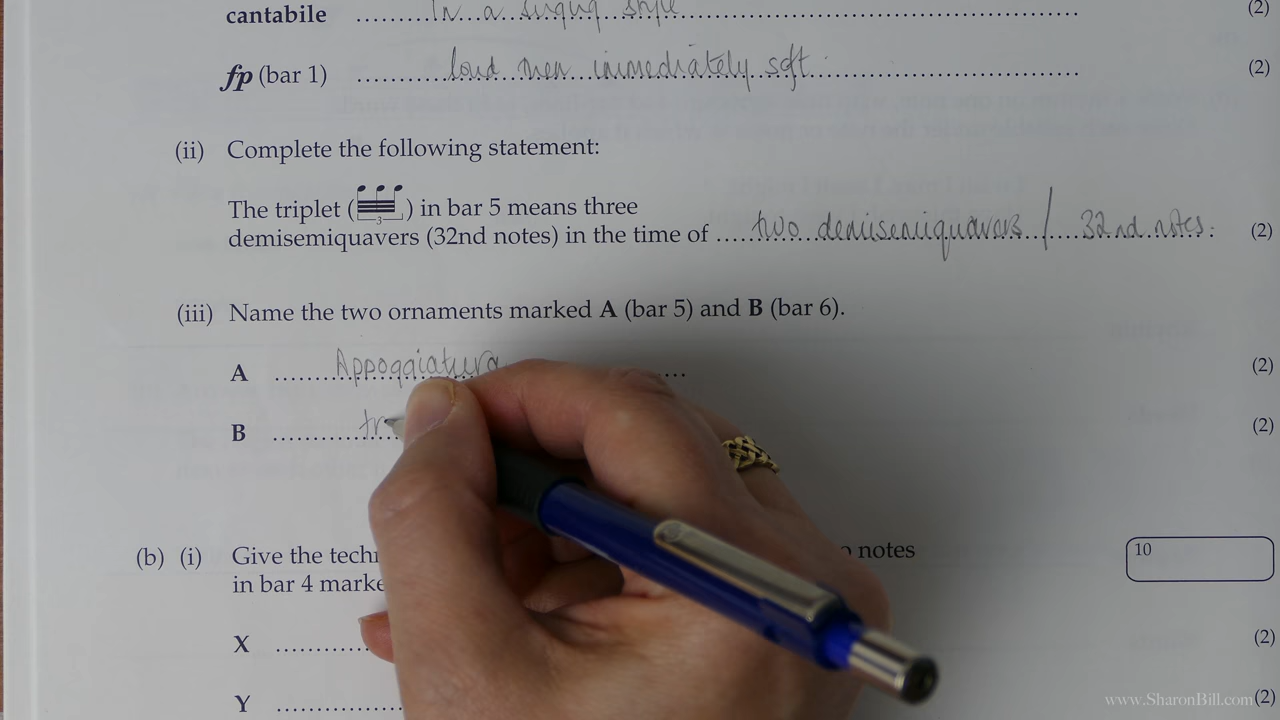 cantabile In a singing style (2)
fp (bar 1) loud then immediately soft. (2)
(ii) Complete the following statement:
The triplet ( 3 ) in bar 5 means three
demisemiquavers (32nd notes) in the time of two demisemiquavers / 32nd notes. (2)
(iii) Name the two ornaments marked A (bar 5) and B (bar 6).
A Appoggiatura (2)
B tr (2)
(b) (i) Give the notes
in bar 4 10
X (2)
Y (2)
www.SharonBill.com